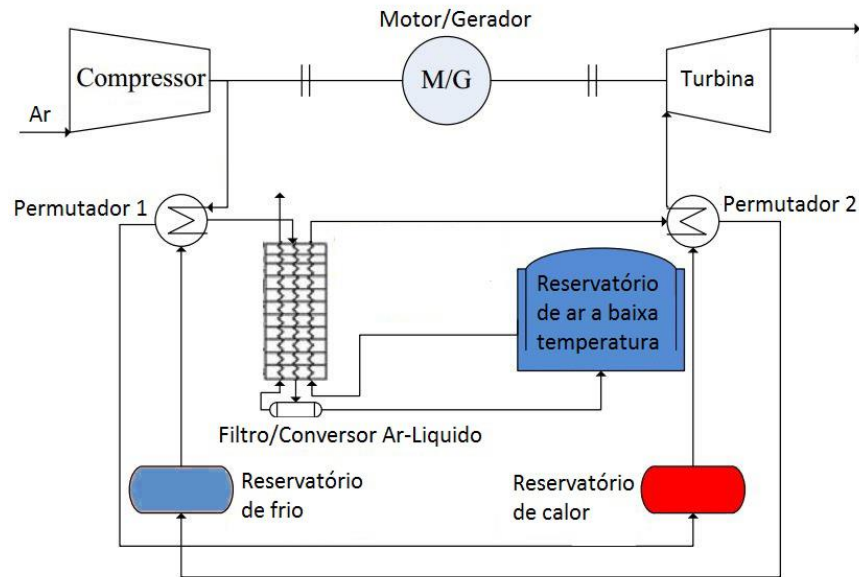 Motor/Gerador
Compressor
M/G
Turbina
Ar
Permutador 1
Permutador 2
Reservatório
de ar a baixa
temperatura
Filtro/Conversor Ar-Liquido
Reservatório
de frio
Reservatório
de calor